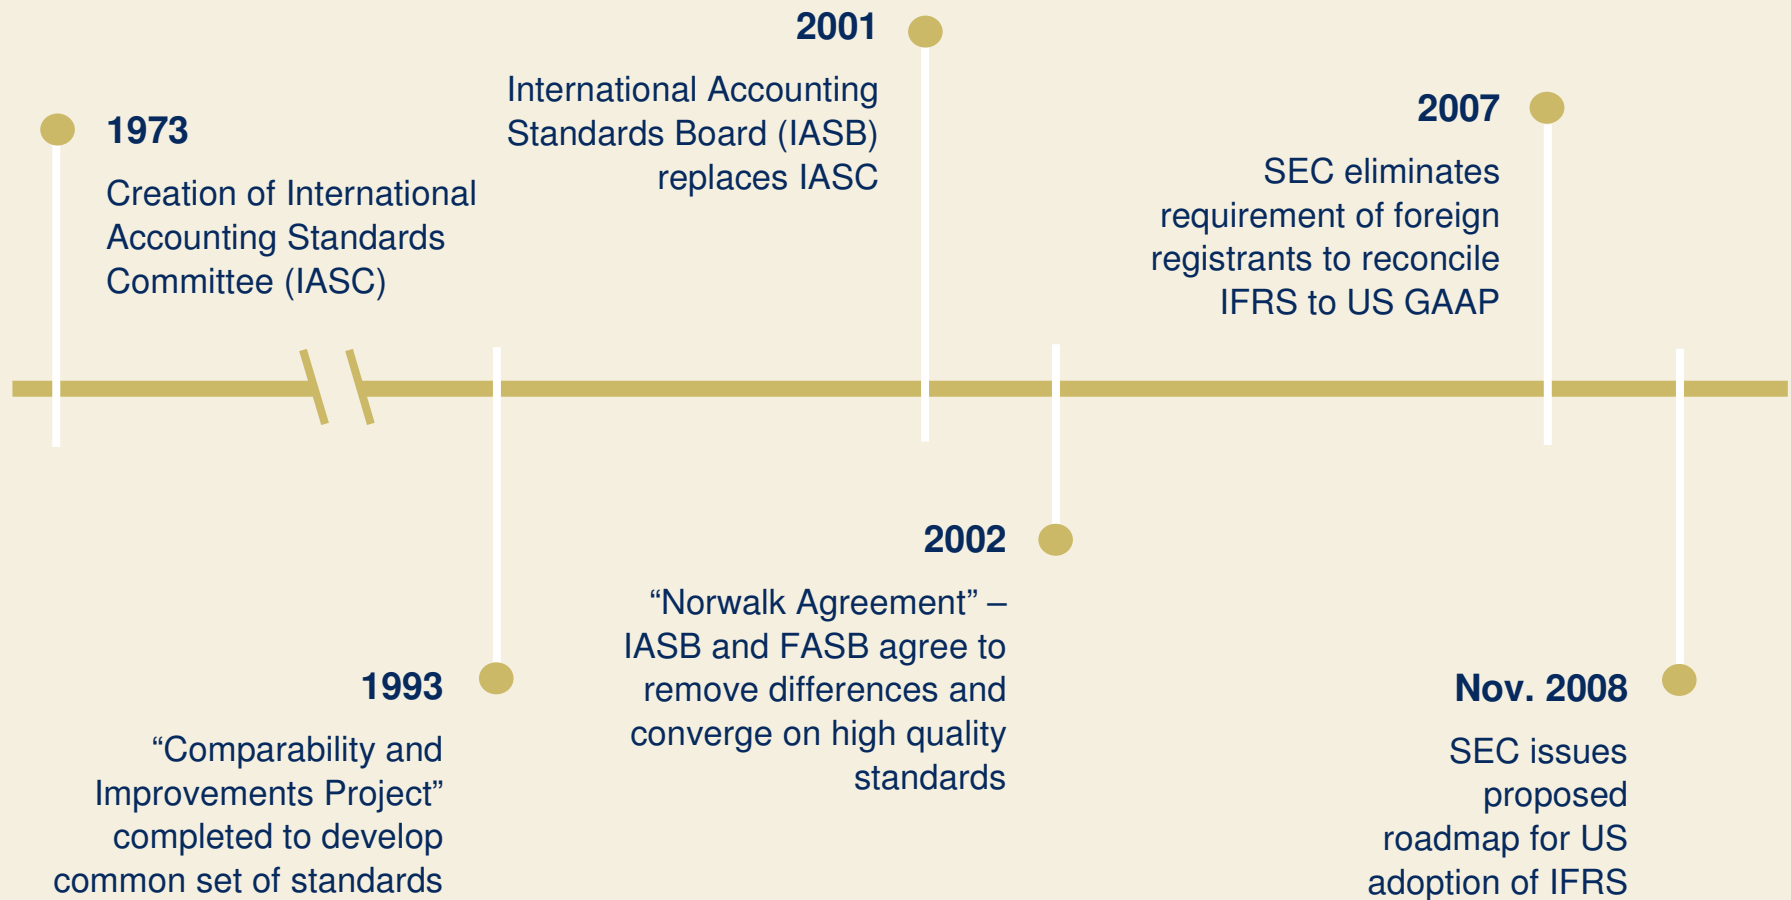 1973
Creation of International
Accounting Standards
Committee (IASC)
1993
“Comparability and
Improvements Project”
completed to develop
common set of standards
2001
International Accounting
Standards Board (IASB)
replaces IASC
2002
“Norwalk Agreement” –
IASB and FASB agree to
remove differences and
converge on high quality
standards
2007
SEC eliminates
requirement of foreign
registrants to reconcile
IFRS to US GAAP
Nov. 2008
SEC issues
proposed
roadmap for US
adoption of IFRS